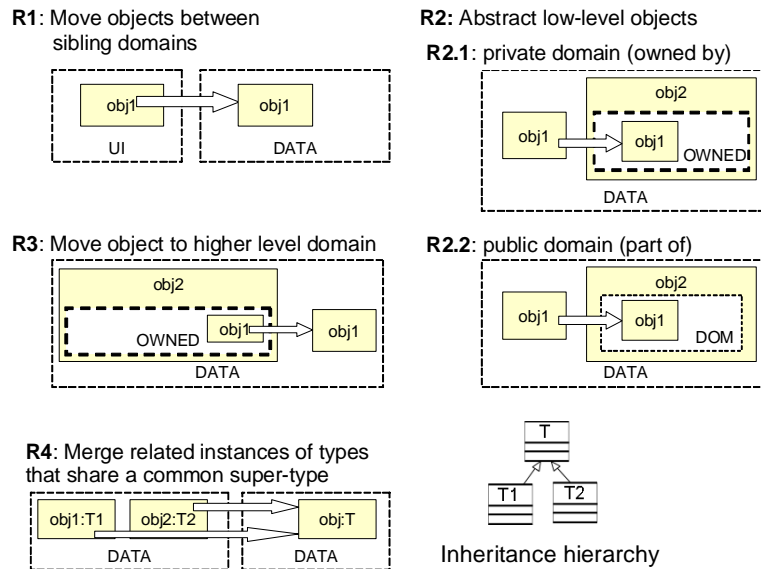 R1: Move objects between
sibling domains
obj1
obj1
UI
DATA
R2: Abstract low-level objects
R2.1: private domain (owned by)
obj2
obj1
obj1
OWNED
DATA
R3: Move object to higher level domain
obj2
obj1
OWNED
obj1
DATA
R2.2: public domain (part of)
obj2
obj1
obj1
DOM
DATA
R4: Merge related instances of types
that share a common super-type
obj1:T1
obj2:T2
obj:T
DATA
DATA
T
T1
T2
Inheritance hierarchy